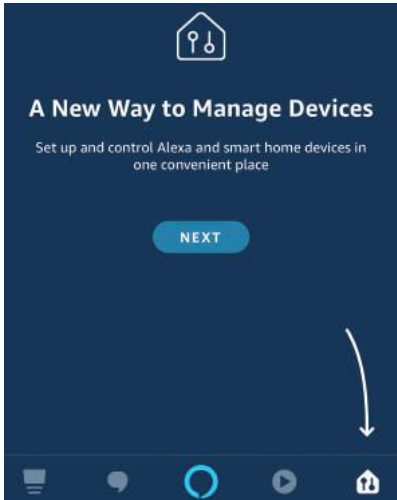 A New Way to Manage Devices
Set up and control Alexa and smart home devices in
one convenient place
NEXT